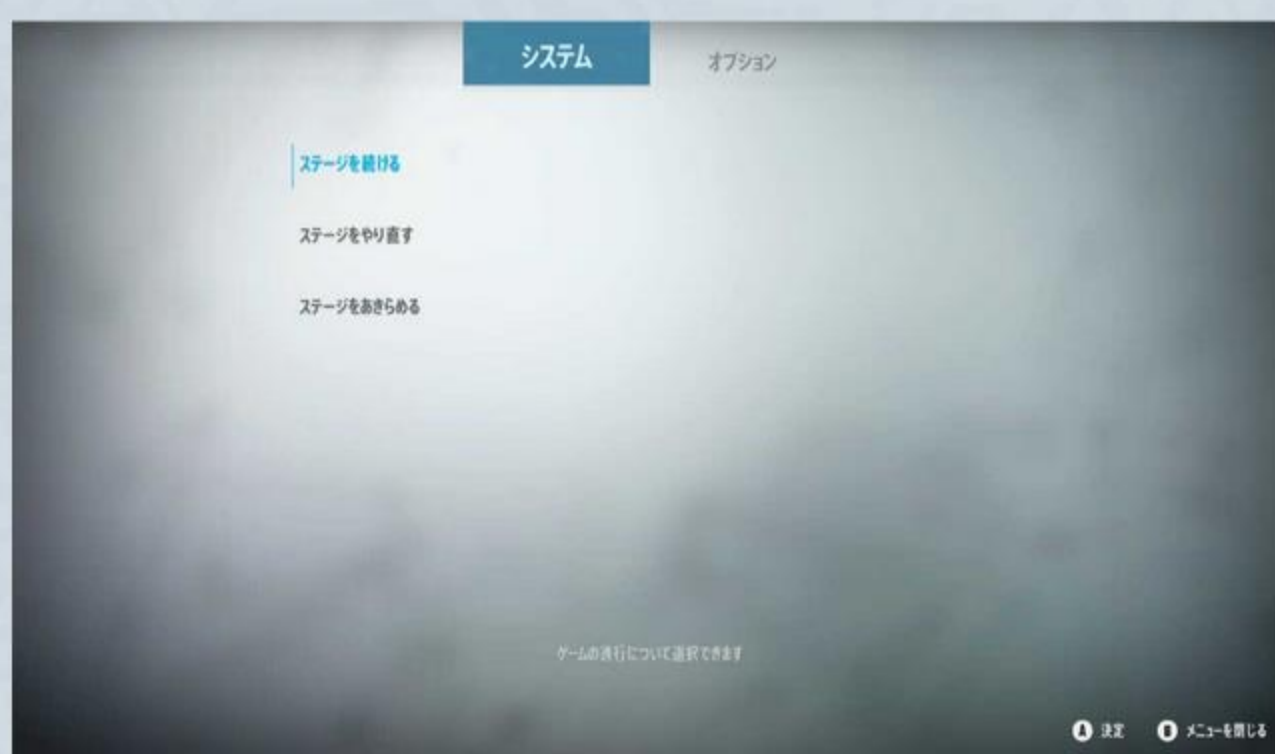 システム
オプション
ステージを続ける
ステージをやり直す
ステージをあきらめる
ゲームの進行について選択できます
A 決定
B メニューを閉じる